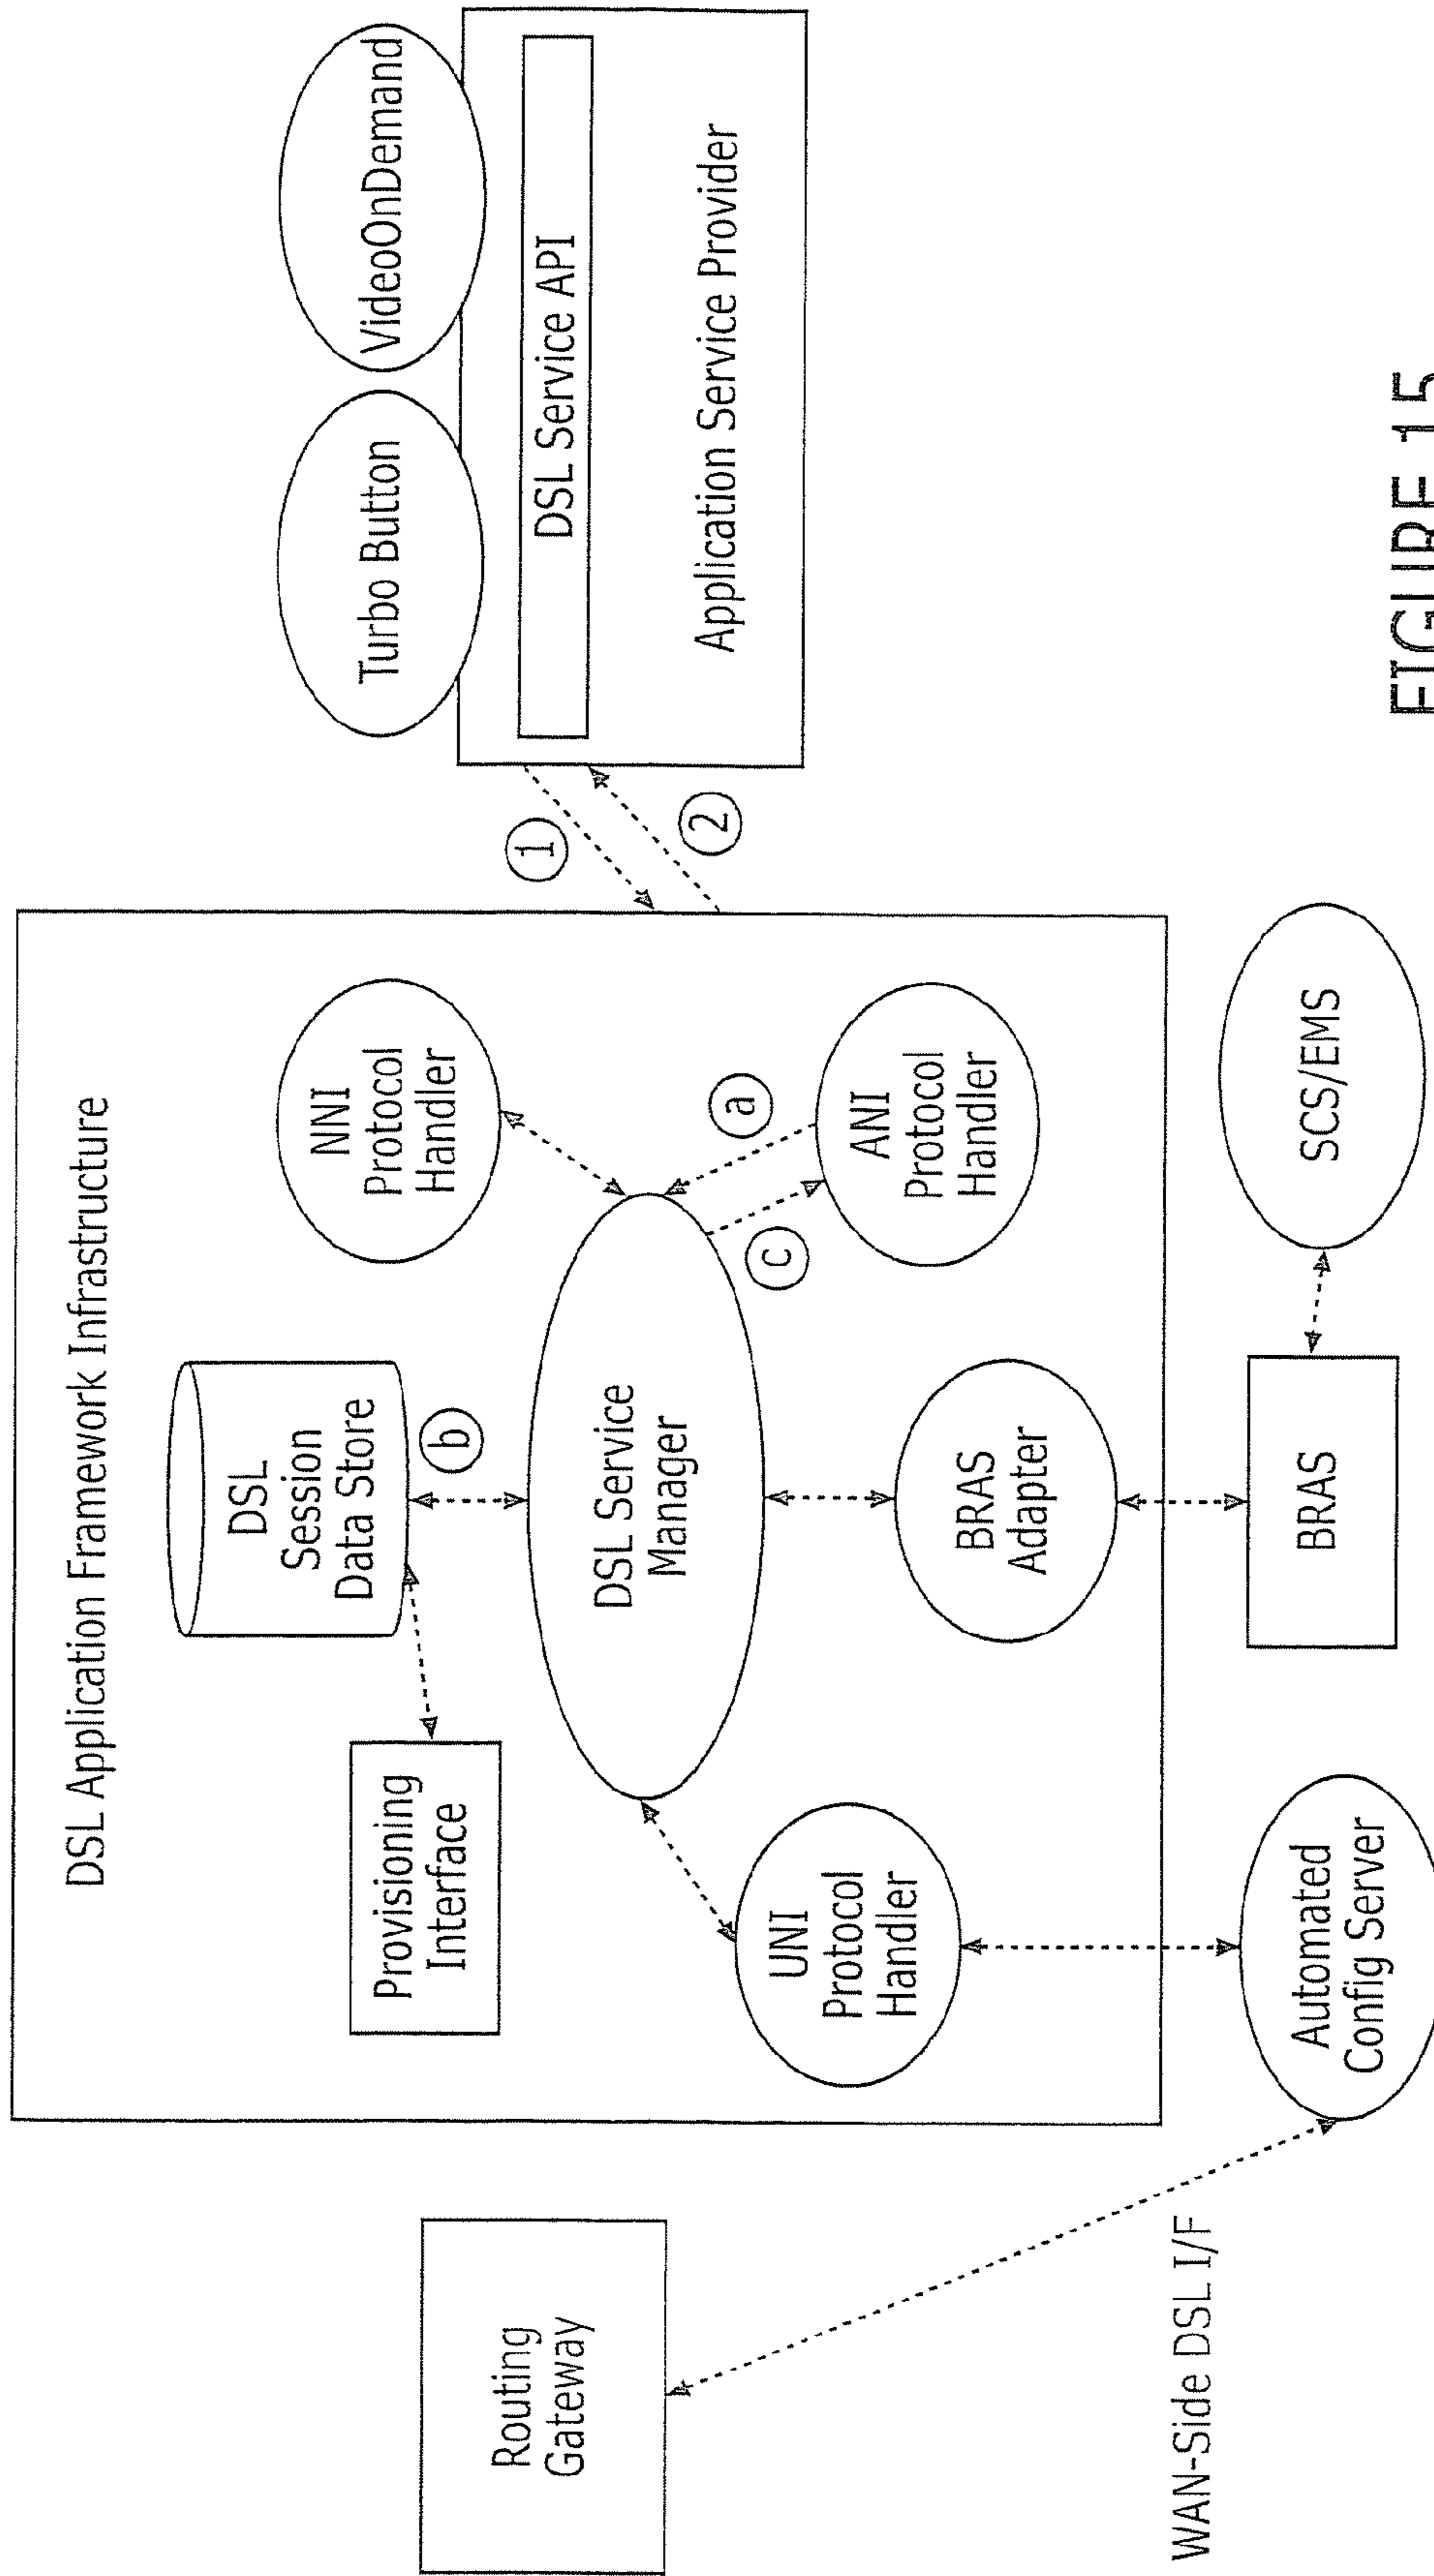 DSL Application Framework Infrastructure
Routing
Gateway
Provisioning
Interface
DSL
Session
Data Store
b
NNI
Protocol
Handler
DSL Service
Manager
a
c
UNI
Protocol
Handler
BRAS
Adapter
ANI
Protocol
Handler
1
2
Turbo Button
VideoOnDemand
DSL Service API
Application Service Provider
WAN-Side DSL I/F
Automated
Config Server
BRAS
SCS/EMS
FIGURE 15